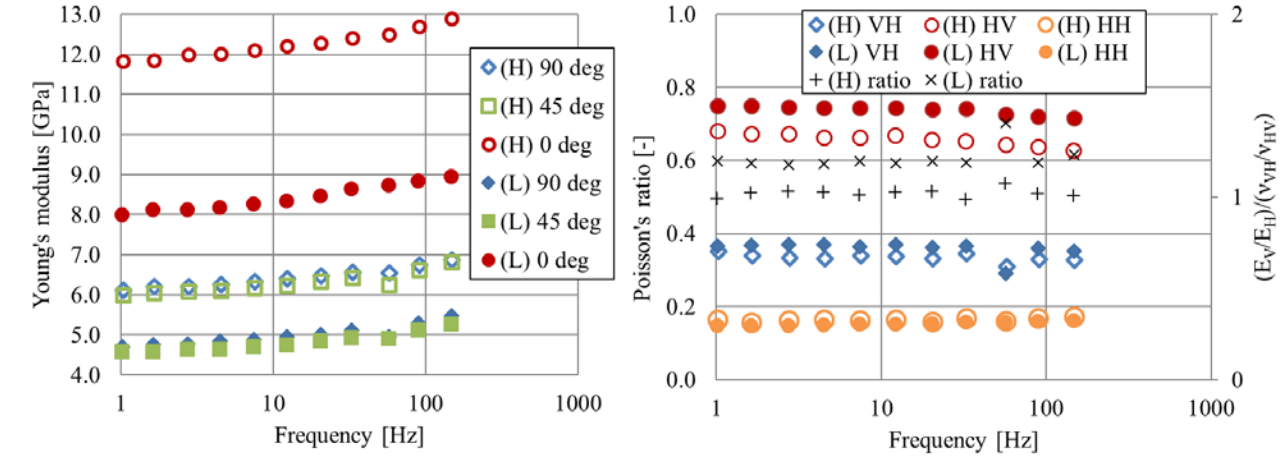 13.0
12.0
11.0
10.0
9.0
8.0
7.0
6.0
5.0
4.0
Young's modulus [GPa]
1
10
100
1000
Frequency [Hz]
(H) 90 deg
(H) 45 deg
(H) 0 deg
(L) 90 deg
(L) 45 deg
(L) 0 deg
1.0
0.8
0.6
0.4
0.2
0.0
Poisson's ratio [-]
1
10
100
1000
Frequency [Hz]
(H) VH (H) HV (H) HH
(L) VH (L) HV (L) HH
(H) ratio (L) ratio
2
1
0
(E_V/E_H)/(ν_VH/ν_HV)